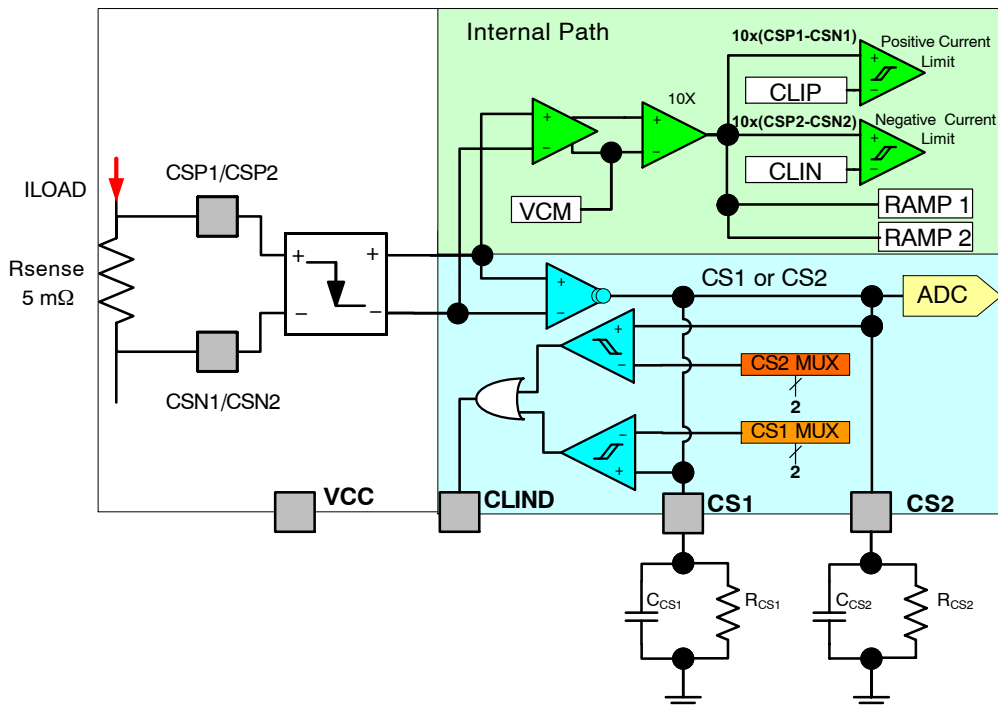 Internal Path
10x(CSP1-CSN1)
Positive Current
Limit
+
−
CLIP
10X
10x(CSP2-CSN2)
Negative Current
Limit
+
−
CLIN
+
−
+
−
VCM
RAMP 1
RAMP 2
ILOAD
CSP1/CSP2
Rsense
5 mΩ
+
−
+
−
CSN1/CSN2
+
−
CS1 or CS2
ADC
+
−
CS2 MUX
2
−
+
CS1 MUX
2
VCC
CLIND
CS1
CS2
CCS1
RCS1
CCS2
RCS2